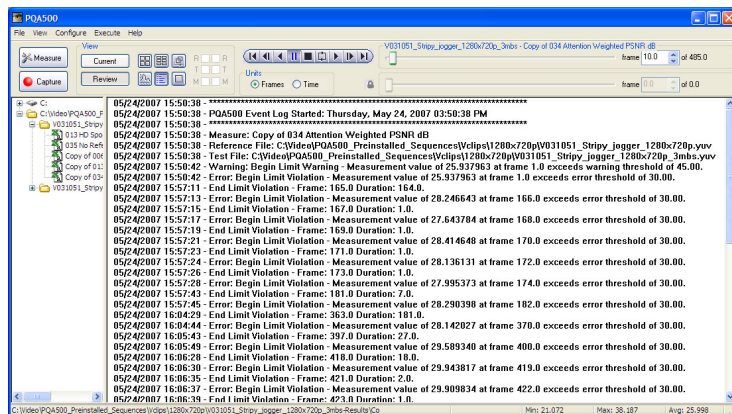 PQA500
File View Configure Execute Help
Measure
Capture
View
Current
Review
R R
T T
M M
Units
Frames Time
V031051_Stripy_jogger_1280x720p_3mbs - Copy of 034 Attention Weighted PSNR dB
frame 10.0 of 485.0
frame 0.0 of 0.0
C:
C:\Video\PQA500_F
V031051_Stripy
013 HD Spo
035 No Refe
Copy of 006
Copy of 013
Copy of 034
V031051_Stripy
05/24/2007 15:50:38 - ******************************************************************************
05/24/2007 15:50:38 - PQA500 Event Log Started: Thursday, May 24, 2007 03:50:38 PM
05/24/2007 15:50:38 - ******************************************************************************
05/24/2007 15:50:38 - Measure: Copy of 034 Attention Weighted PSNR dB
05/24/2007 15:50:38 - Reference File: C:\Video\PQA500_Preinstalled_Sequences\Vclips\1280x720p\V031051_Stripy_jogger_1280x720p.yuv
05/24/2007 15:50:38 - Test File: C:\Video\PQA500_Preinstalled_Sequences\Vclips\1280x720p\V031051_Stripy_jogger_1280x720p_3mbs.yuv
05/24/2007 15:50:42 - Warning: Begin Limit Warning - Measurement value of 25.937963 at frame 1.0 exceeds warning threshold of 45.00.
05/24/2007 15:50:42 - Error: Begin Limit Violation - Measurement value of 25.937963 at frame 1.0 exceeds error threshold of 30.00.
05/24/2007 15:57:11 - End Limit Violation - Frame: 165.0 Duration: 164.0.
05/24/2007 15:57:13 - Error: Begin Limit Violation - Measurement value of 28.246643 at frame 166.0 exceeds error threshold of 30.00.
05/24/2007 15:57:15 - End Limit Violation - Frame: 167.0 Duration: 1.0.
05/24/2007 15:57:17 - Error: Begin Limit Violation - Measurement value of 27.643784 at frame 168.0 exceeds error threshold of 30.00.
05/24/2007 15:57:19 - End Limit Violation - Frame: 169.0 Duration: 1.0.
05/24/2007 15:57:21 - Error: Begin Limit Violation - Measurement value of 28.414648 at frame 170.0 exceeds error threshold of 30.00.
05/24/2007 15:57:23 - End Limit Violation - Frame: 171.0 Duration: 1.0.
05/24/2007 15:57:24 - Error: Begin Limit Violation - Measurement value of 28.136131 at frame 172.0 exceeds error threshold of 30.00.
05/24/2007 15:57:26 - End Limit Violation - Frame: 173.0 Duration: 1.0.
05/24/2007 15:57:28 - Error: Begin Limit Violation - Measurement value of 27.995373 at frame 174.0 exceeds error threshold of 30.00.
05/24/2007 15:57:43 - End Limit Violation - Frame: 181.0 Duration: 7.0.
05/24/2007 15:57:45 - Error: Begin Limit Violation - Measurement value of 28.290398 at frame 182.0 exceeds error threshold of 30.00.
05/24/2007 16:04:29 - End Limit Violation - Frame: 363.0 Duration: 181.0.
05/24/2007 16:04:44 - Error: Begin Limit Violation - Measurement value of 28.142027 at frame 370.0 exceeds error threshold of 30.00.
05/24/2007 16:05:43 - End Limit Violation - Frame: 397.0 Duration: 27.0.
05/24/2007 16:05:49 - Error: Begin Limit Violation - Measurement value of 29.589340 at frame 400.0 exceeds error threshold of 30.00.
05/24/2007 16:06:28 - End Limit Violation - Frame: 418.0 Duration: 18.0.
05/24/2007 16:06:30 - Error: Begin Limit Violation - Measurement value of 29.943817 at frame 419.0 exceeds error threshold of 30.00.
05/24/2007 16:06:35 - End Limit Violation - Frame: 421.0 Duration: 2.0.
05/24/2007 16:06:37 - Error: Begin Limit Violation - Measurement value of 29.909834 at frame 422.0 exceeds error threshold of 30.00.
05/24/2007 16:06:39 - End Limit Violation - Frame: 423.0 Duration: 1.0.
C:\Video\PQA500_Preinstalled_Sequences\Vclips\1280x720p\V031051_Stripy_jogger_1280x720p_3mbs-Results\Co
Min: 21.072 Max: 38.187 Avg: 25.998